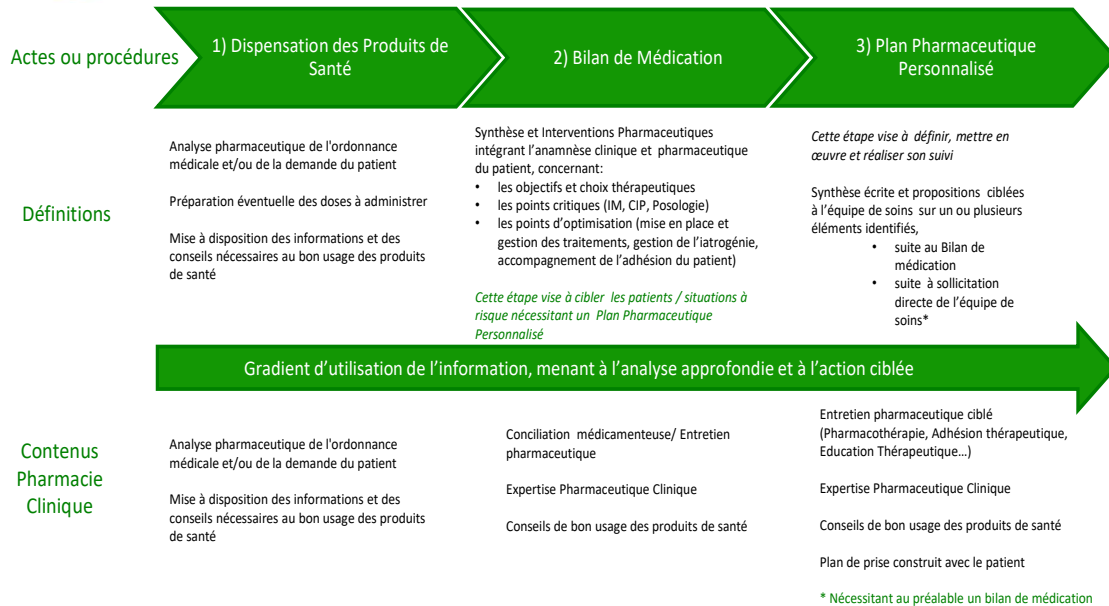 Actes ou procédures
1) Dispensation des Produits de
Santé
2) Bilan de Médication
3) Plan Pharmaceutique
Personnalisé
Définitions
Analyse pharmaceutique de l'ordonnance
médicale et/ou de la demande du patient
Préparation éventuelle des doses à administrer
Mise à disposition des informations et des
conseils nécessaires au bon usage des produits
de santé
Synthèse et Interventions Pharmaceutiques
intégrant l’anamnèse clinique et pharmaceutique
du patient, concernant:
• les objectifs et choix thérapeutiques
• les points critiques (IM, CIP, Posologie)
• les points d’optimisation (mise en place et
gestion des traitements, gestion de l’iatrogénie,
accompagnement de l’adhésion du patient)
Cette étape vise à cibler les patients / situations à
risque nécessitant un Plan Pharmaceutique
Personnalisé
Cette étape vise à définir, mettre en
œuvre et réaliser son suivi
Synthèse écrite et propositions ciblées
à l’équipe de soins sur un ou plusieurs
éléments identifiés,
• suite au Bilan de
médication
• suite à sollicitation
directe de l’équipe de
soins*
Gradient d’utilisation de l’information, menant à l’analyse approfondie et à l’action ciblée
Contenus
Pharmacie
Clinique
Analyse pharmaceutique de l'ordonnance
médicale et/ou de la demande du patient
Mise à disposition des informations et des
conseils nécessaires au bon usage des produits
de santé
Conciliation médicamenteuse/ Entretien
pharmaceutique
Expertise Pharmaceutique Clinique
Conseils de bon usage des produits de santé
Entretien pharmaceutique ciblé
(Pharmacothérapie, Adhésion thérapeutique,
Education Thérapeutique…)
Expertise Pharmaceutique Clinique
Conseils de bon usage des produits de santé
Plan de prise construit avec le patient
* Nécessitant au préalable un bilan de médication